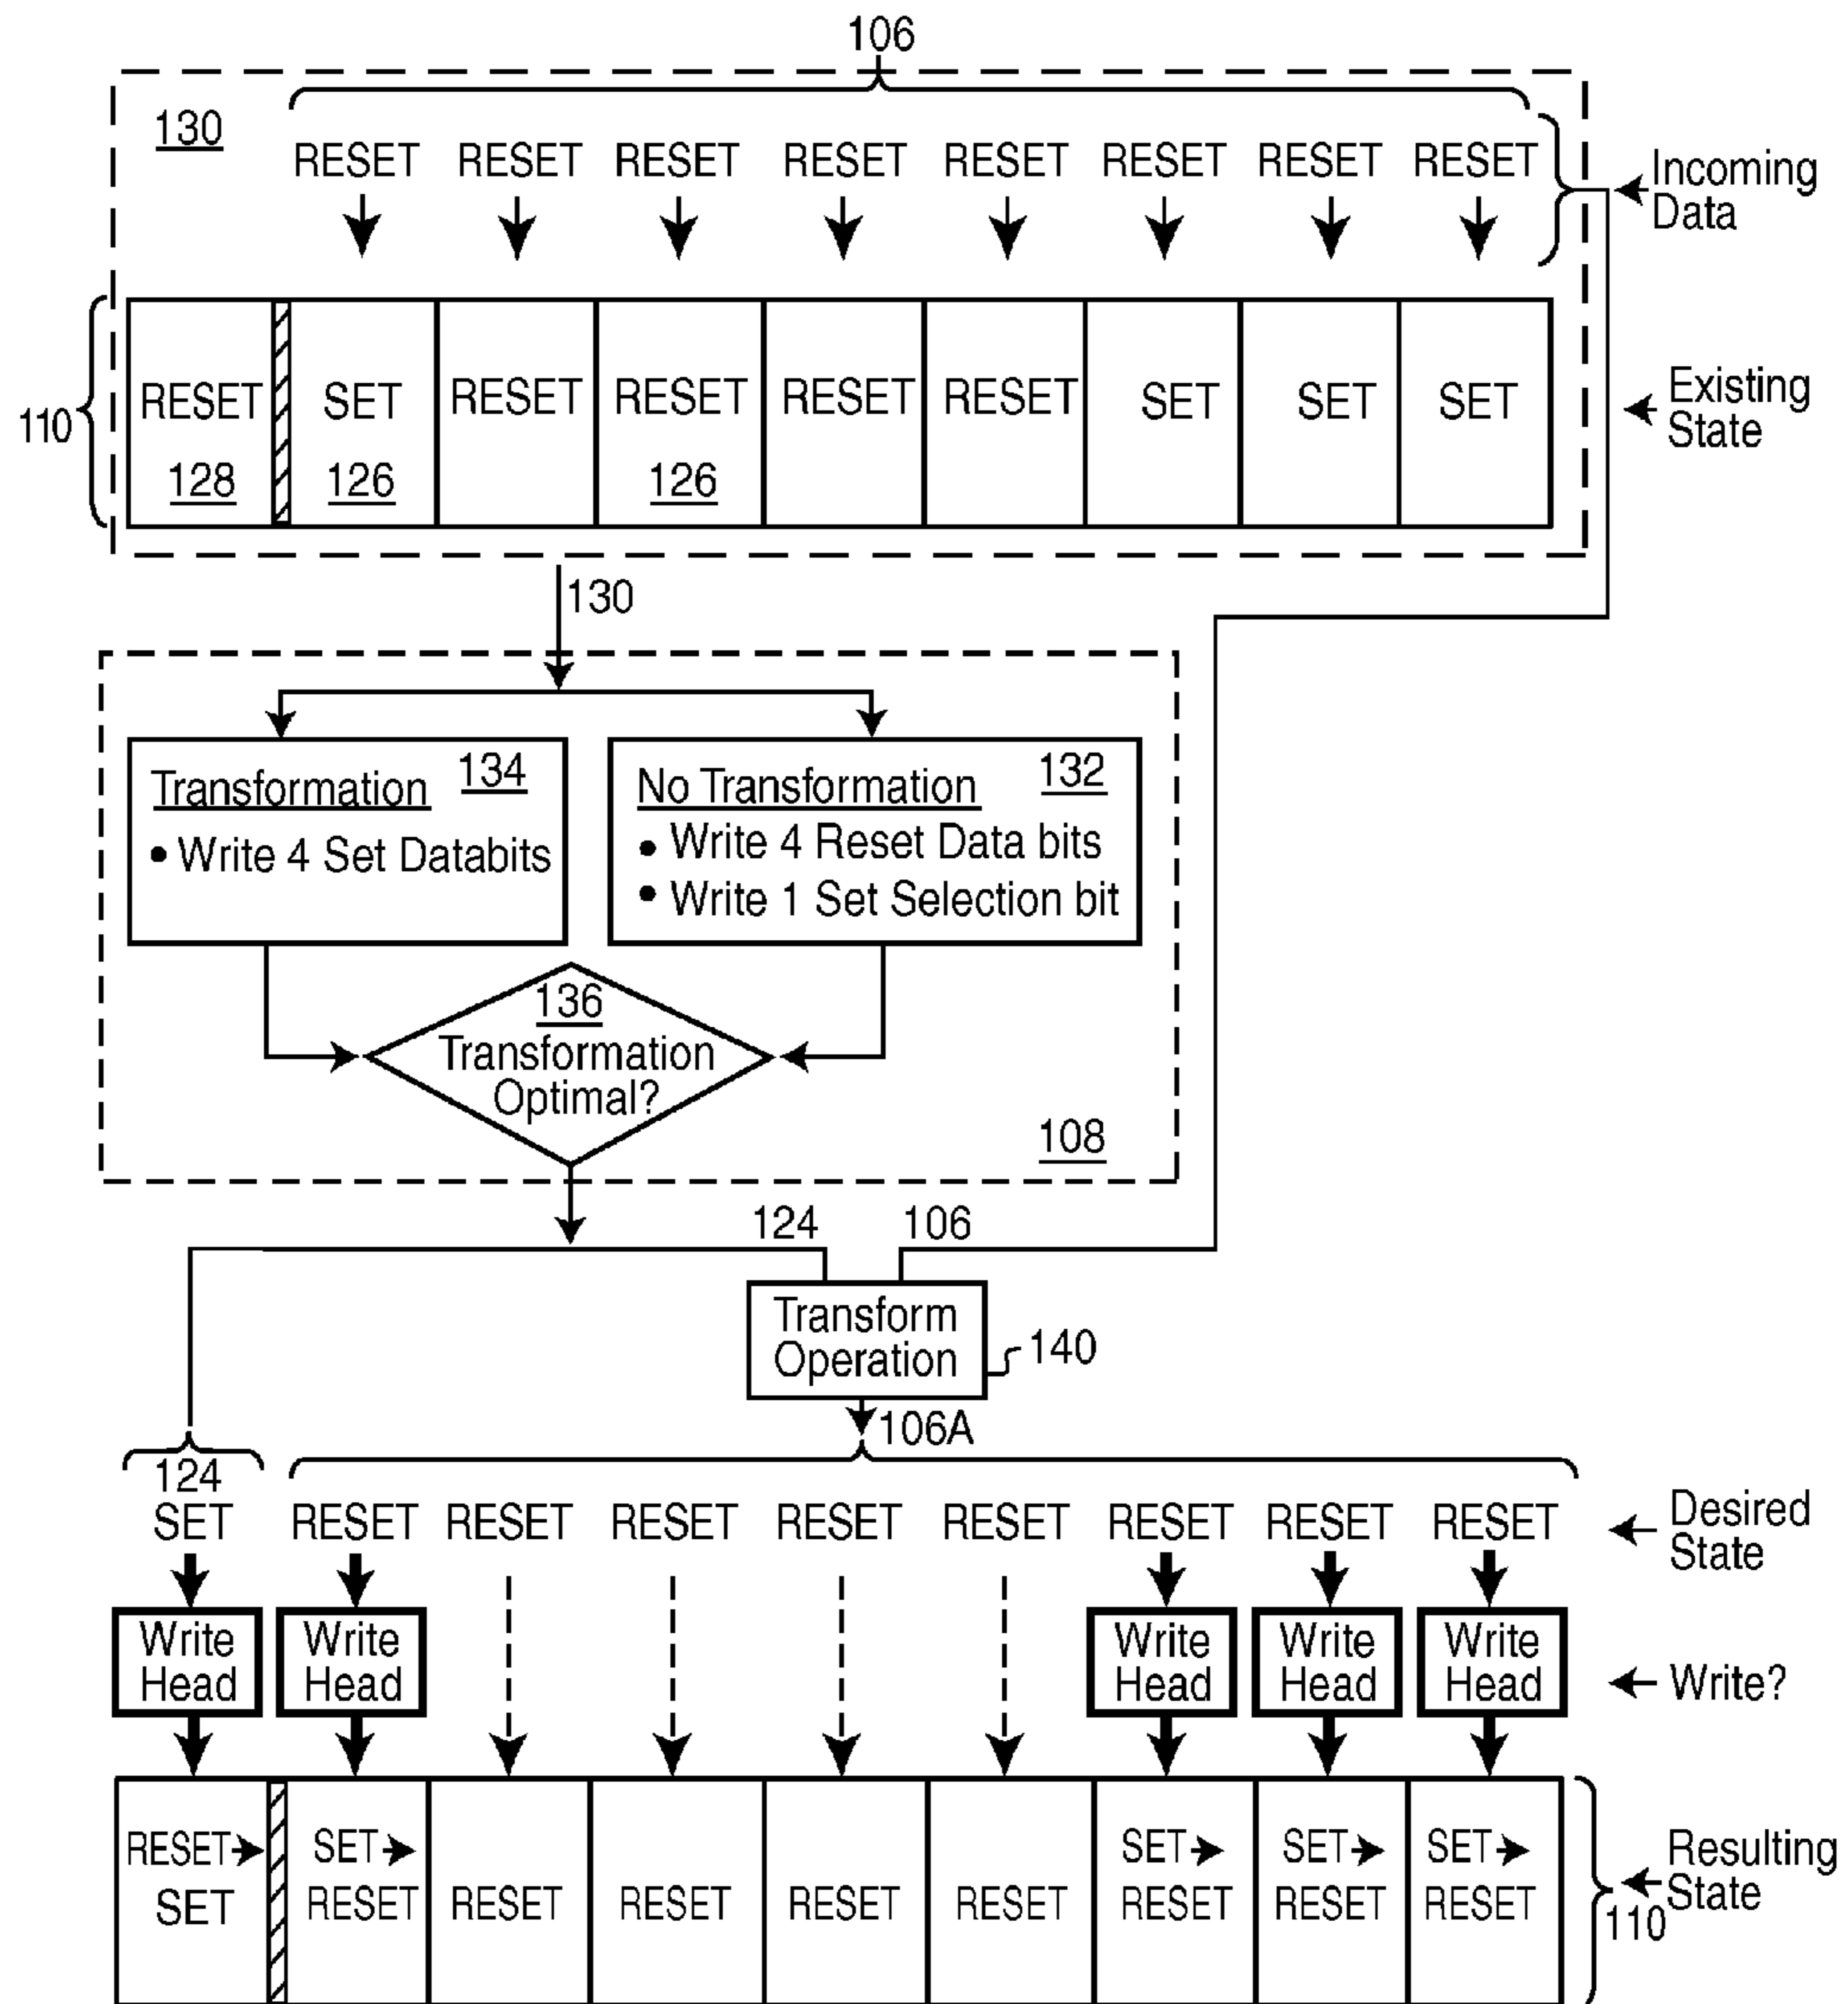 106
130
RESET RESET RESET RESET RESET RESET RESET RESET
Incoming
Data
110
RESET SET RESET RESET RESET RESET SET SET SET
128 126 126
Existing
State
130
Transformation 134
• Write 4 Set Databits
No Transformation 132
• Write 4 Reset Data bits
• Write 1 Set Selection bit
136
Transformation
Optimal?
108
124 106
Transform
Operation
140
106A
124
SET RESET RESET RESET RESET RESET RESET RESET RESET
Desired
State
Write Write Write Write Write
Head Head Head Head Head
Write?
RESET SET SET SET SET
SET RESET RESET RESET RESET RESET RESET RESET RESET
Resulting
State
110